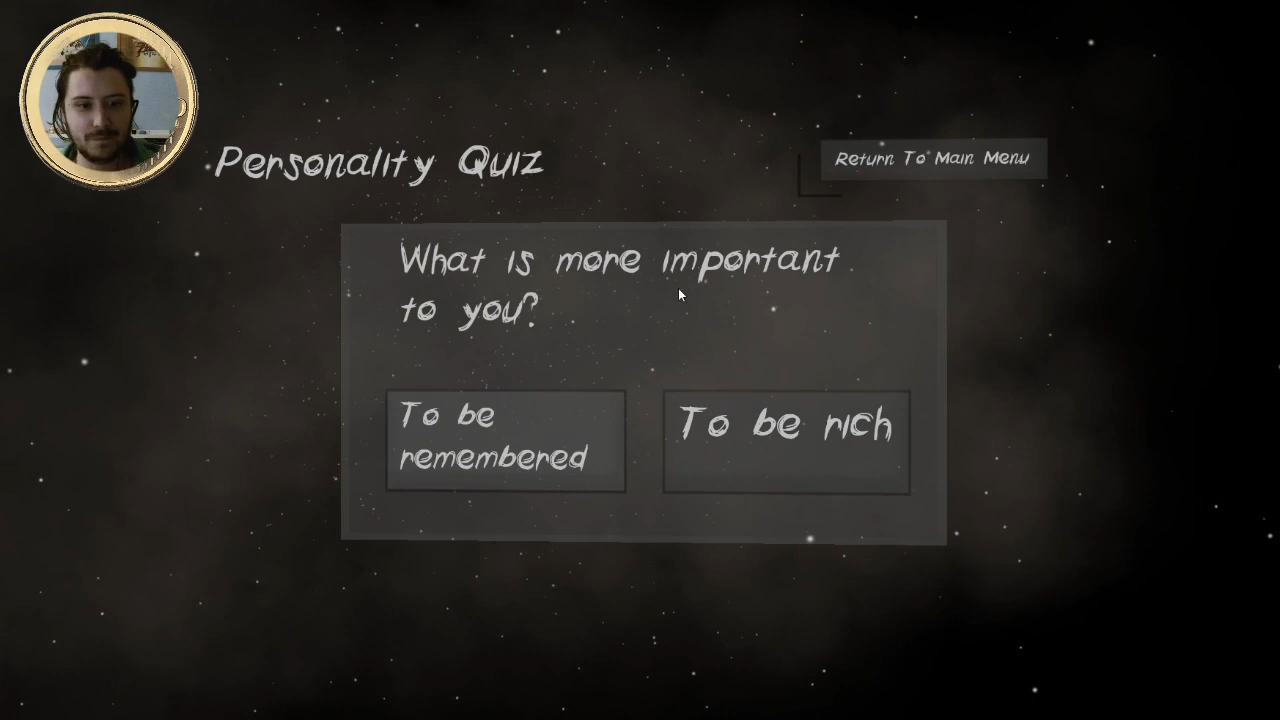 Personality Quiz
Return To Main Menu
What is more important
to you?
To be
remembered
To be rich